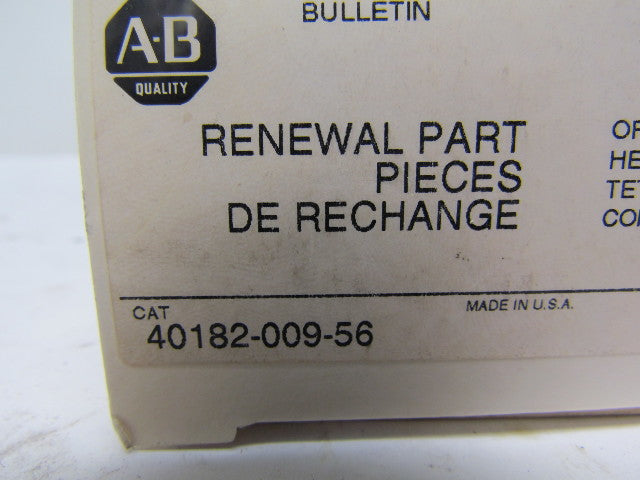 BULLETIN
A-B
QUALITY
RENEWAL PART
PIECES
DE RECHANGE
CAT
40182-009-56
MADE IN U.S.A.